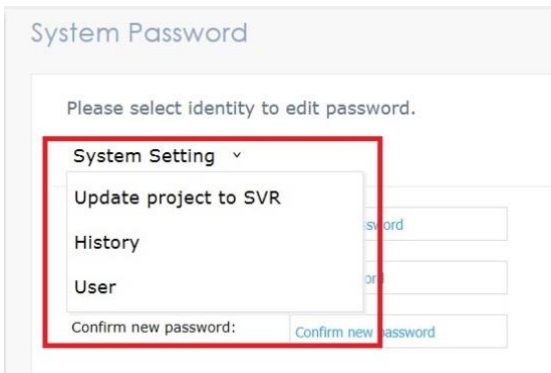 System Password
Please select identity to edit password.
System Setting
Update project to SVR
History
User
Confirm new password:
Confirm new password